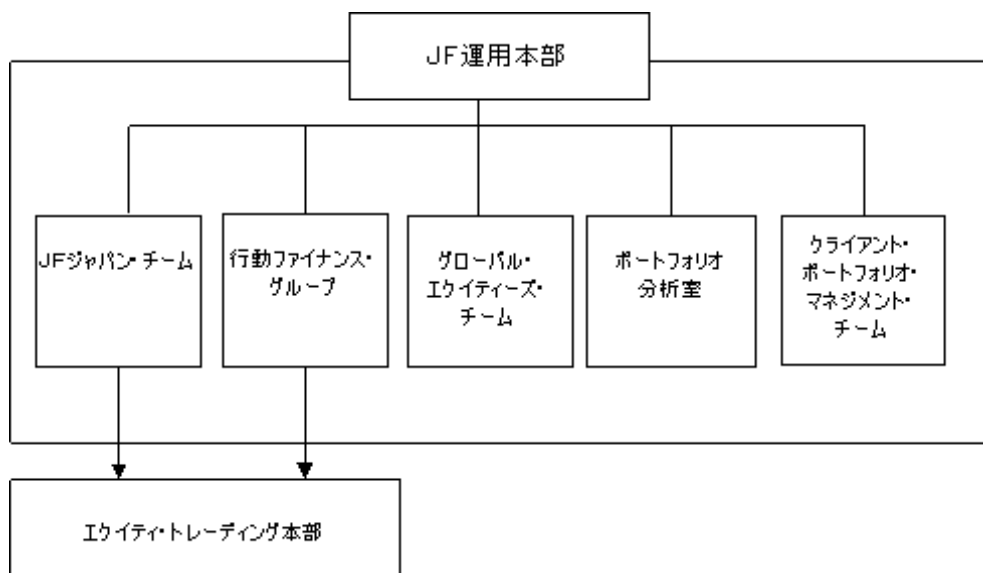 JF運用本部
JFジャパン・チーム
行動ファイナンス・
グループ
グローバル・
エクイティーズ・
チーム
ポートフォリオ
分析室
クライアント・
ポートフォリオ・
マネジメント・
チーム
エクイティ・トレーディング本部